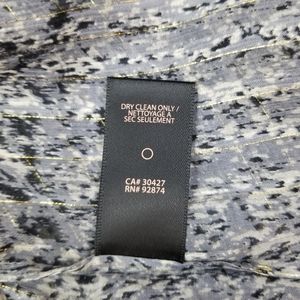 DRY CLEAN ONLY /
NETTOYAGE A
SEC SEULEMENT
CA# 30427
RN# 92874